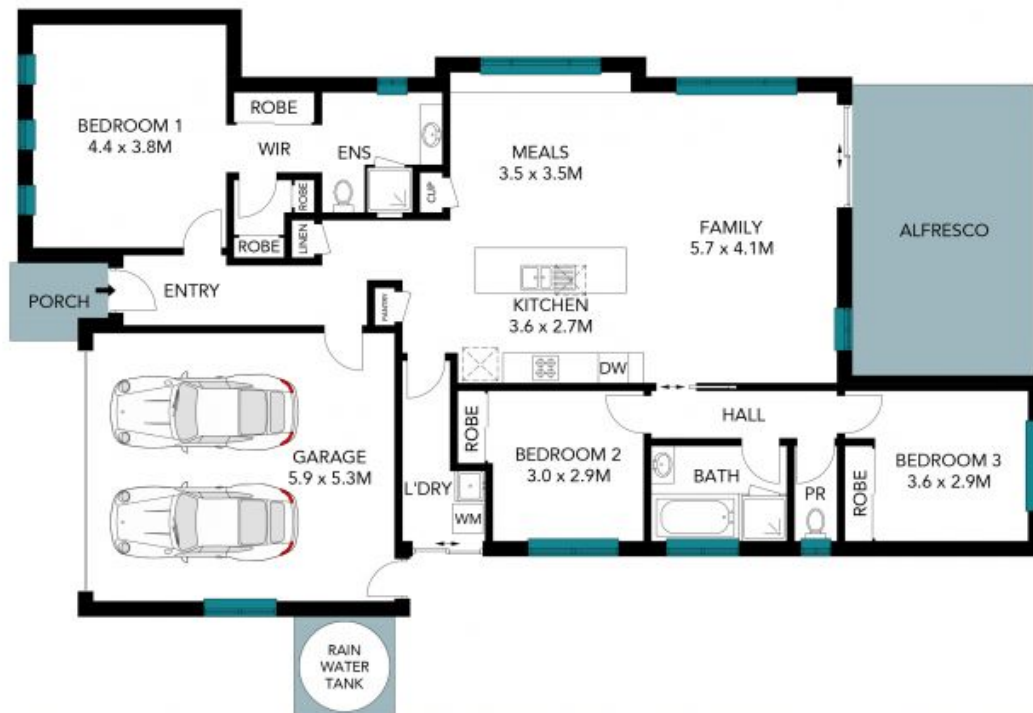 BEDROOM 1
4.4 x 3.8M
ROBE
WIR
ROBE
ROBE
LINEN
ENS
CUP
MEALS
3.5 x 3.5M
FAMILY
5.7 x 4.1M
ALFRESCO
PORCH
ENTRY
PANTRY
KITCHEN
3.6 x 2.7M
DW
GARAGE
5.9 x 5.3M
L'DRY
WM
ROBE
BEDROOM 2
3.0 x 2.9M
HALL
BATH
PR
ROBE
BEDROOM 3
3.6 x 2.9M
RAIN
WATER
TANK